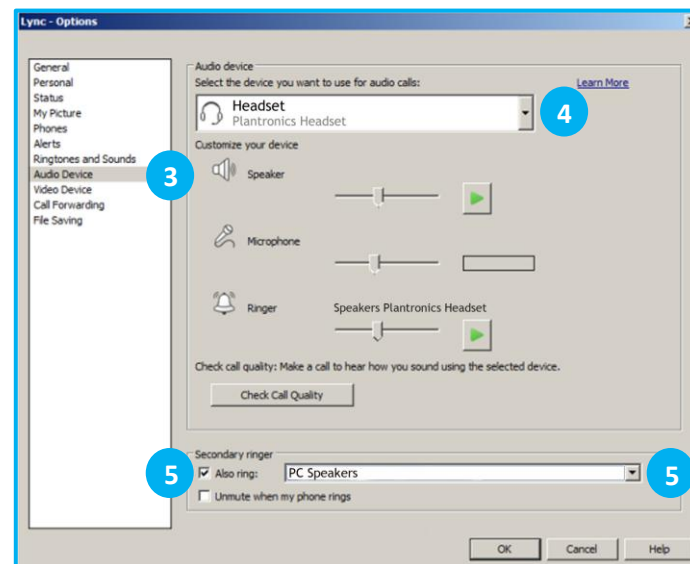 Lync - Options
General
Personal
Status
My Picture
Phones
Alerts
Ringtones and Sounds
Audio Device
Video Device
Call Forwarding
File Saving
3
Audio device
Select the device you want to use for audio calls:
Learn More
Headset
Plantronics Headset
4
Customize your device
Speaker
Microphone
Ringer
Speakers Plantronics Headset
Check call quality: Make a call to hear how you sound using the selected device.
Check Call Quality
Secondary ringer
5
Also ring:
PC Speakers
5
Unmute when my phone rings
OK
Cancel
Help